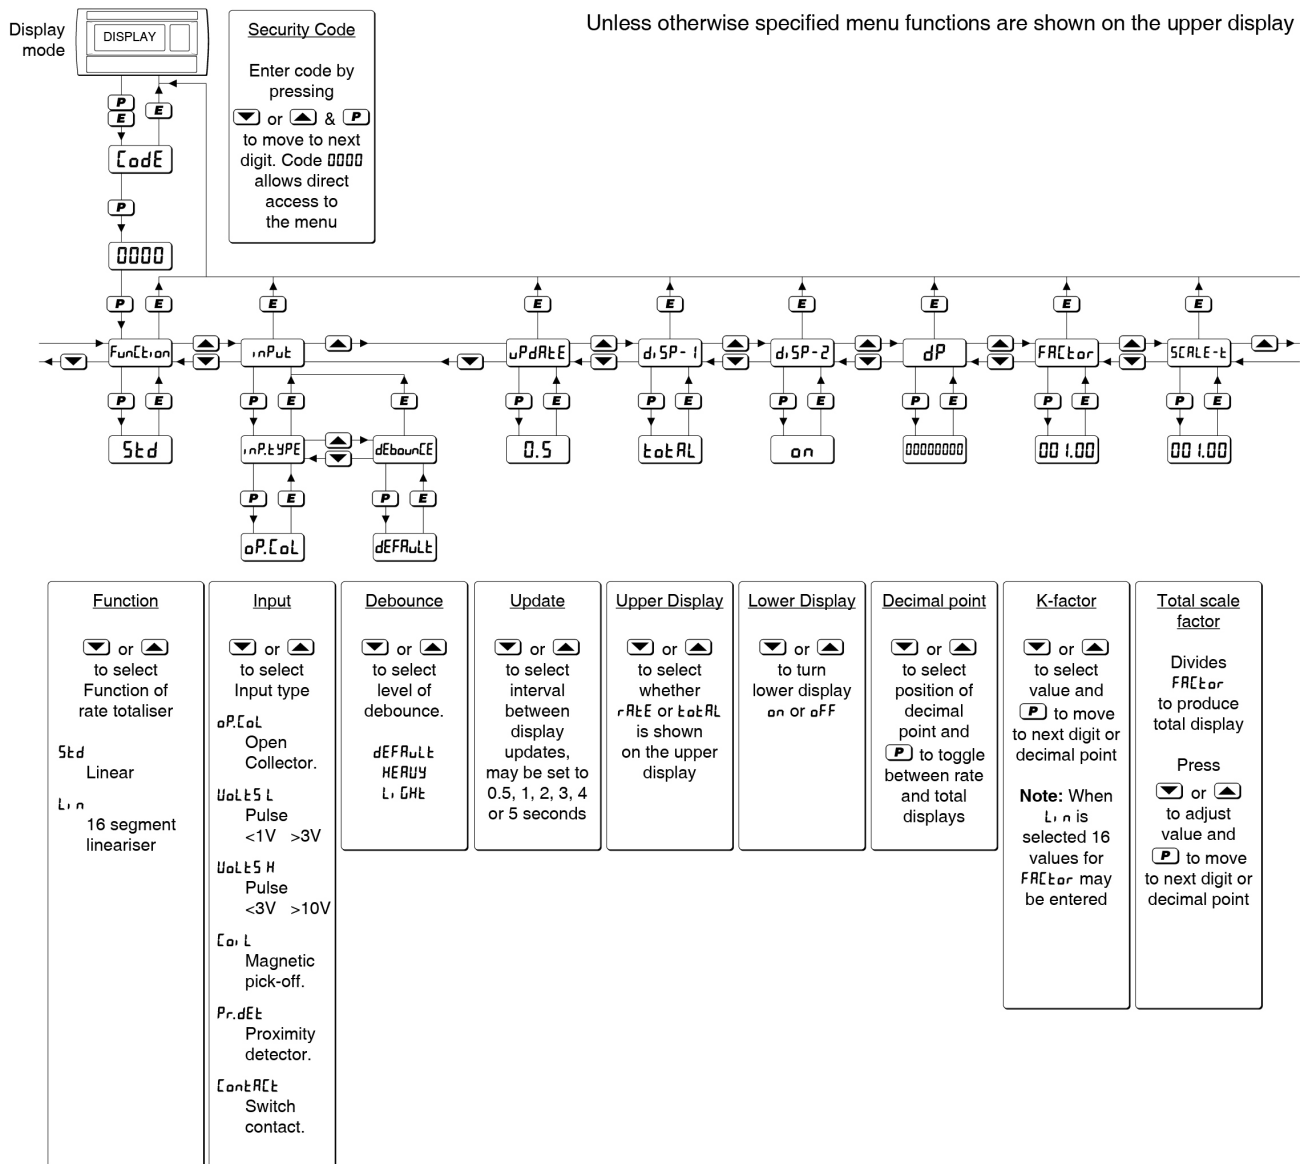 Unless otherwise specified menu functions are shown on the upper display
Display
mode
DISPLAY
Security Code
Enter code by
pressing
or & P
to move to next
digit. Code 0000
allows direct
access to
the menu
P
E
E
CodE
P
0000
P E E E E E E E E
FunCtion inPut uPdAtE diSP-1 diSP-2 dP FACtor SCALE-t
P E P E E P E P E P E P E P E P E
Std inP.tYPE dEbounCE 0.5 totAL on 00000000 001.00 001.00
P E P E
oP.CoL dEFAuLt
Function
or
to select
Function of
rate totaliser
Std
Linear
Lin
16 segment
lineariser
Input
or
to select
Input type
oP.CoL
Open
Collector.
VoLtS L
Pulse
<1V >3V
VoLtS H
Pulse
<3V >10V
CoiL
Magnetic
pick-off.
Pr.dEt
Proximity
detector.
ContACt
Switch
contact.
Debounce
or
to select
level of
debounce.
dEFAuLt
HEAVY
LiGHt
Update
or
to select
interval
between
display
updates,
may be set to
0.5, 1, 2, 3, 4
or 5 seconds
Upper Display
or
to select
whether
rAtE or totAL
is shown
on the upper
display
Lower Display
or
to turn
lower display
on or oFF
Decimal point
or
to select
position of
decimal
point and
P to toggle
between rate
and total
displays
K-factor
or
to select
value and
P to move
to next digit or
decimal point
Note: When
Lin is
selected 16
values for
FACtor may
be entered
Total scale
factor
Divides
FACtor
to produce
total display
Press
or
to adjust
value and
P to move
to next digit or
decimal point